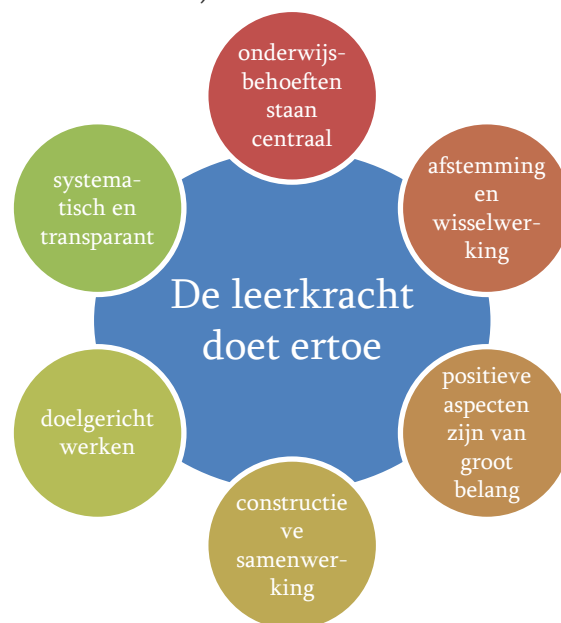 onderwijs-
behoeften
staan
centraal
afstemming
en
wisselwer-
king
positieve
aspecten
zijn van
groot
belang
constructie
ve
samenwer-
king
doelgericht
werken
systema-
tisch en
transparant
De leerkracht
doet ertoe